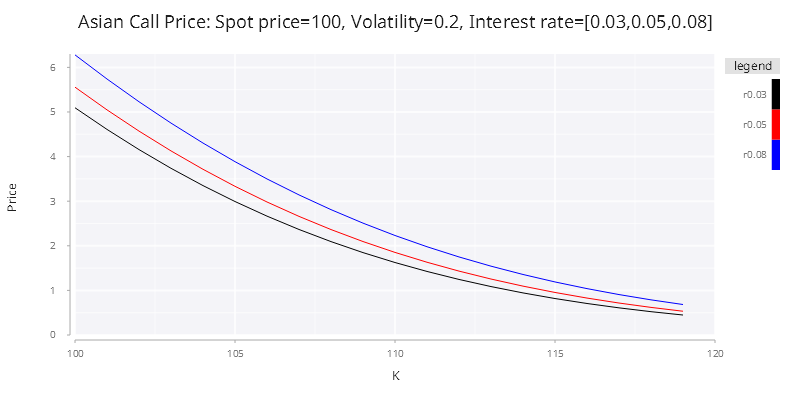 Asian Call Price: Spot price=100, Volatility=0.2, Interest rate=[0.03,0.05,0.08]
legend
r0.03
r0.05
r0.08
Price
6
5
4
3
2
1
0
100 105 110 115 120
K